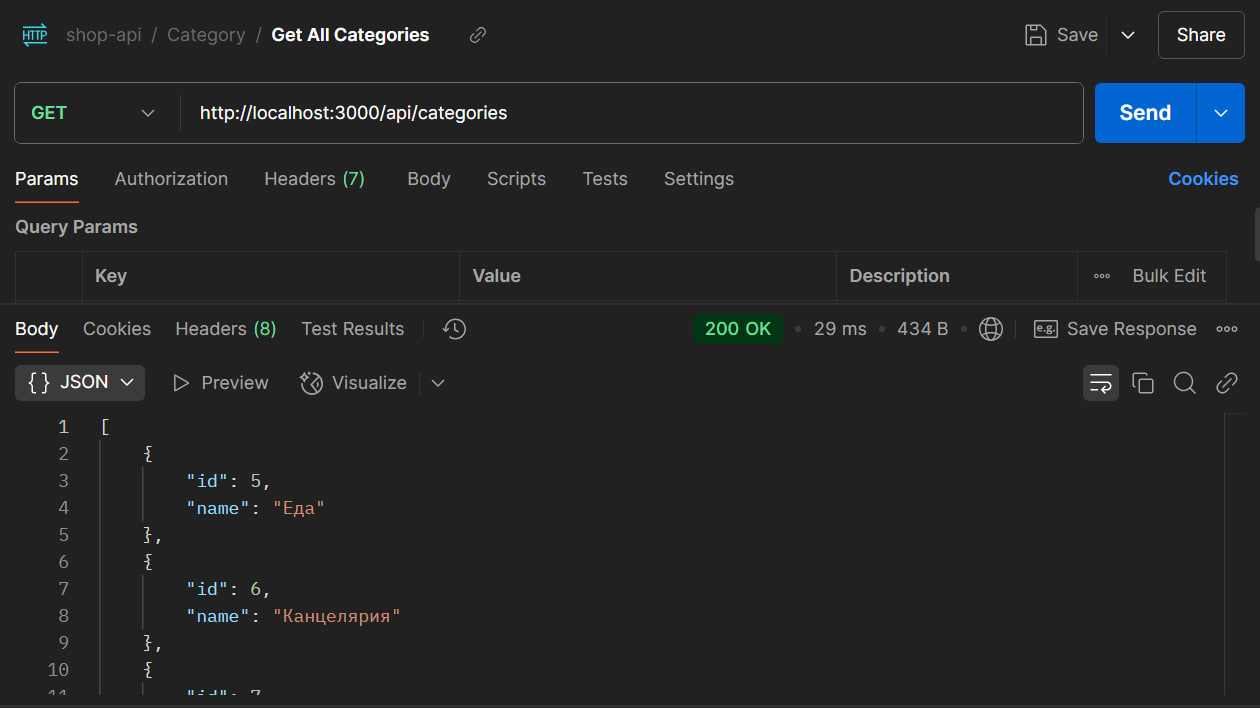 HTTP shop-api / Category / Get All Categories Save Share
GET http://localhost:3000/api/categories Send
Params Authorization Headers (7) Body Scripts Tests Settings Cookies
Query Params
Key Value Description Bulk Edit
Body Cookies Headers (8) Test Results 200 OK • 29 ms • 434 B • e.g. Save Response
{} JSON Preview Visualize
1 [
2 {
3 "id": 5,
4 "name": "Еда"
5 },
6 {
7 "id": 6,
8 "name": "Канцелярия"
9 },
10 {
11 "id": 7